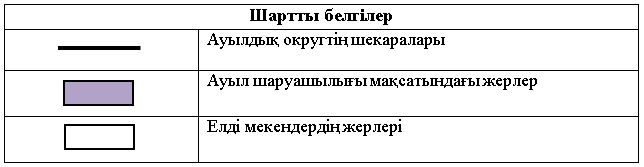 Шартты белгілер
Ауылдық округтің шекаралары
Ауыл шаруашылығы мақсатындағы жерлер
Елді мекендердің жерлері